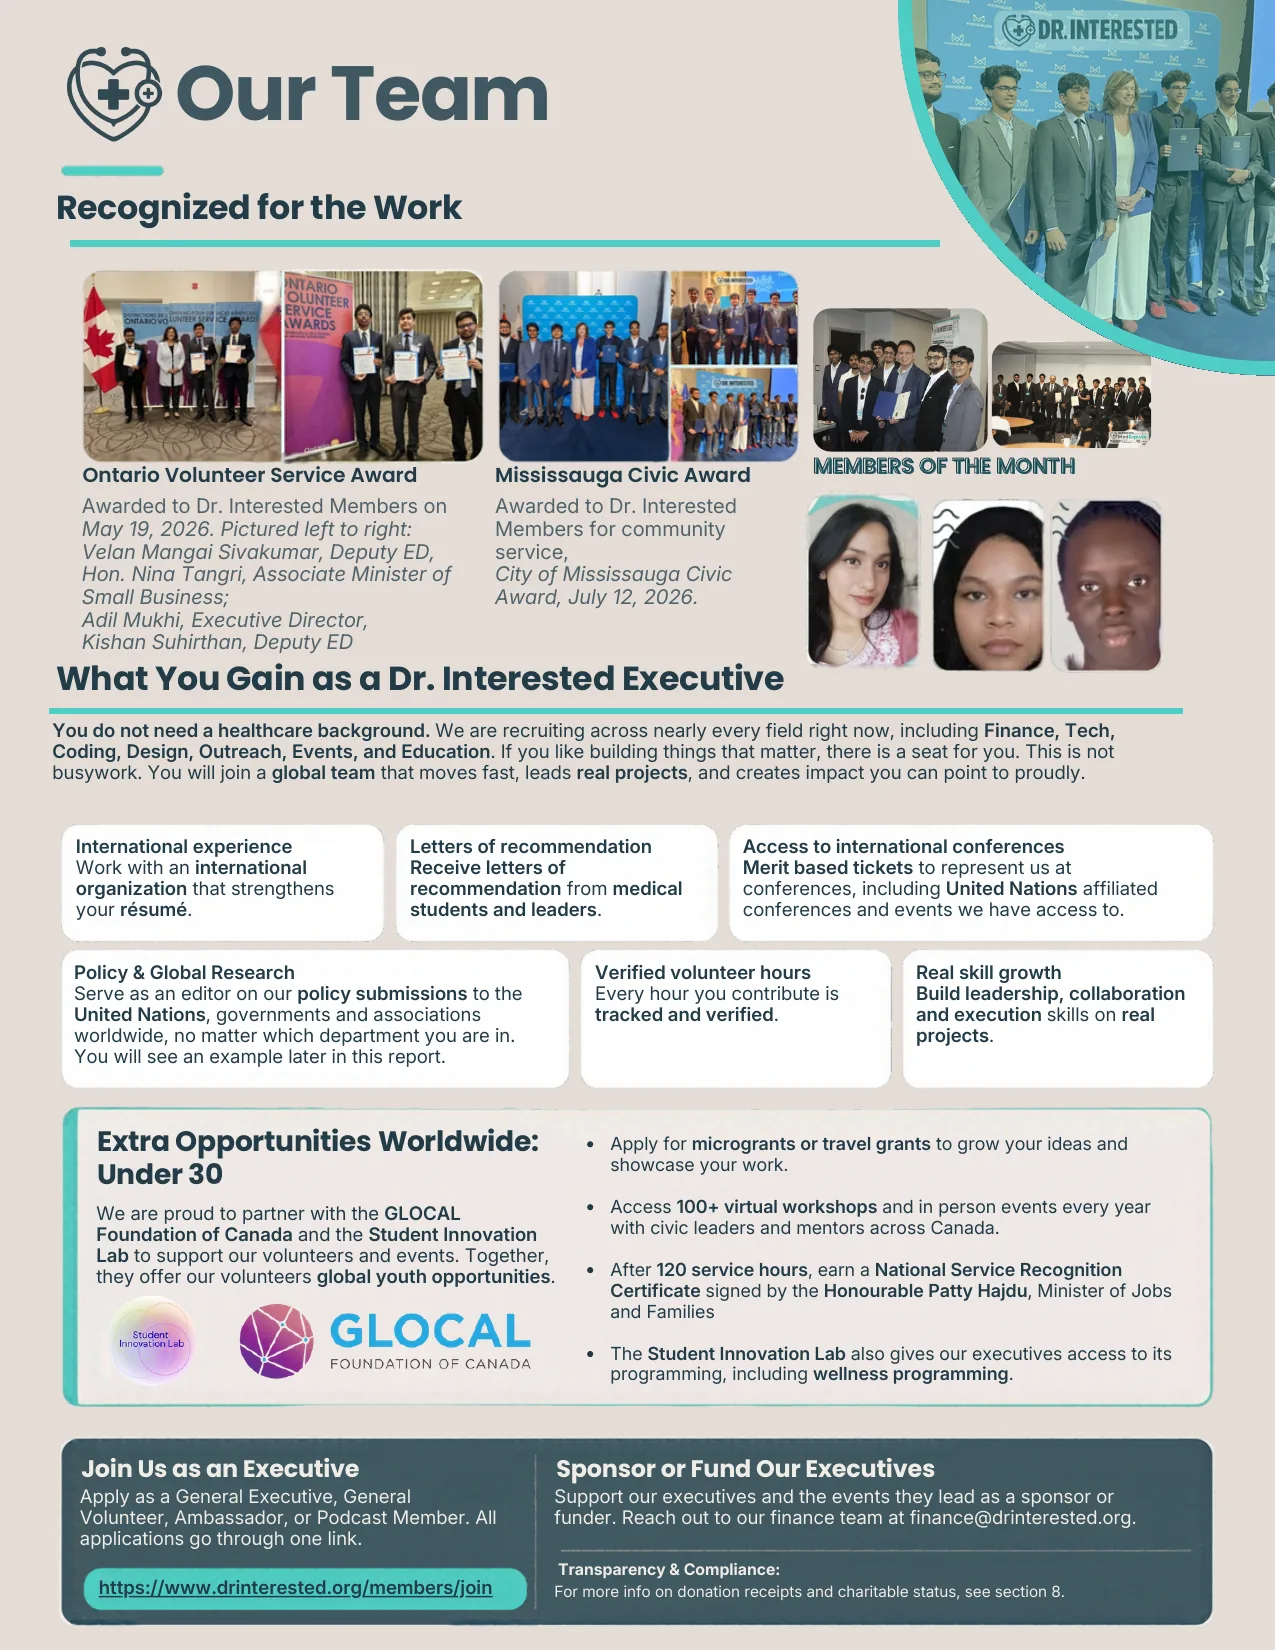 DR.INTERESTED
Our Team
Recognized for the Work
Ontario Volunteer Service Award
Awarded to Dr. Interested Members on
May 19, 2026. Pictured left to right:
Velan Mangai Sivakumar, Deputy ED,
Hon. Nina Tangri, Associate Minister of
Small Business;
Adil Mukhi, Executive Director,
Kishan Suhirthan, Deputy ED
Mississauga Civic Award
Awarded to Dr. Interested
Members for community
service,
City of Mississauga Civic
Award, July 12, 2026.
MEMBERS OF THE MONTH
What You Gain as a Dr. Interested Executive
You do not need a healthcare background. We are recruiting across nearly every field right now, including Finance, Tech,
Coding, Design, Outreach, Events, and Education. If you like building things that matter, there is a seat for you. This is not
busywork. You will join a global team that moves fast, leads real projects, and creates impact you can point to proudly.
International experience
Work with an international
organization that strengthens
your résumé.
Letters of recommendation
Receive letters of
recommendation from medical
students and leaders.
Access to international conferences
Merit based tickets to represent us at
conferences, including United Nations affiliated
conferences and events we have access to.
Policy & Global Research
Serve as an editor on our policy submissions to the
United Nations, governments and associations
worldwide, no matter which department you are in.
You will see an example later in this report.
Verified volunteer hours
Every hour you contribute is
tracked and verified.
Real skill growth
Build leadership, collaboration
and execution skills on real
projects.
Extra Opportunities Worldwide:
Under 30
We are proud to partner with the GLOCAL
Foundation of Canada and the Student Innovation
Lab to support our volunteers and events. Together,
they offer our volunteers global youth opportunities.
Student
Innovation Lab
GLOCAL
FOUNDATION OF CANADA
• Apply for microgrants or travel grants to grow your ideas and
showcase your work.
• Access 100+ virtual workshops and in person events every year
with civic leaders and mentors across Canada.
• After 120 service hours, earn a National Service Recognition
Certificate signed by the Honourable Patty Hajdu, Minister of Jobs
and Families
• The Student Innovation Lab also gives our executives access to its
programming, including wellness programming.
Join Us as an Executive
Apply as a General Executive, General
Volunteer, Ambassador, or Podcast Member. All
applications go through one link.
https://www.drinterested.org/members/join
Sponsor or Fund Our Executives
Support our executives and the events they lead as a sponsor or
funder. Reach out to our finance team at finance@drinterested.org.
Transparency & Compliance:
For more info on donation receipts and charitable status, see section 8.